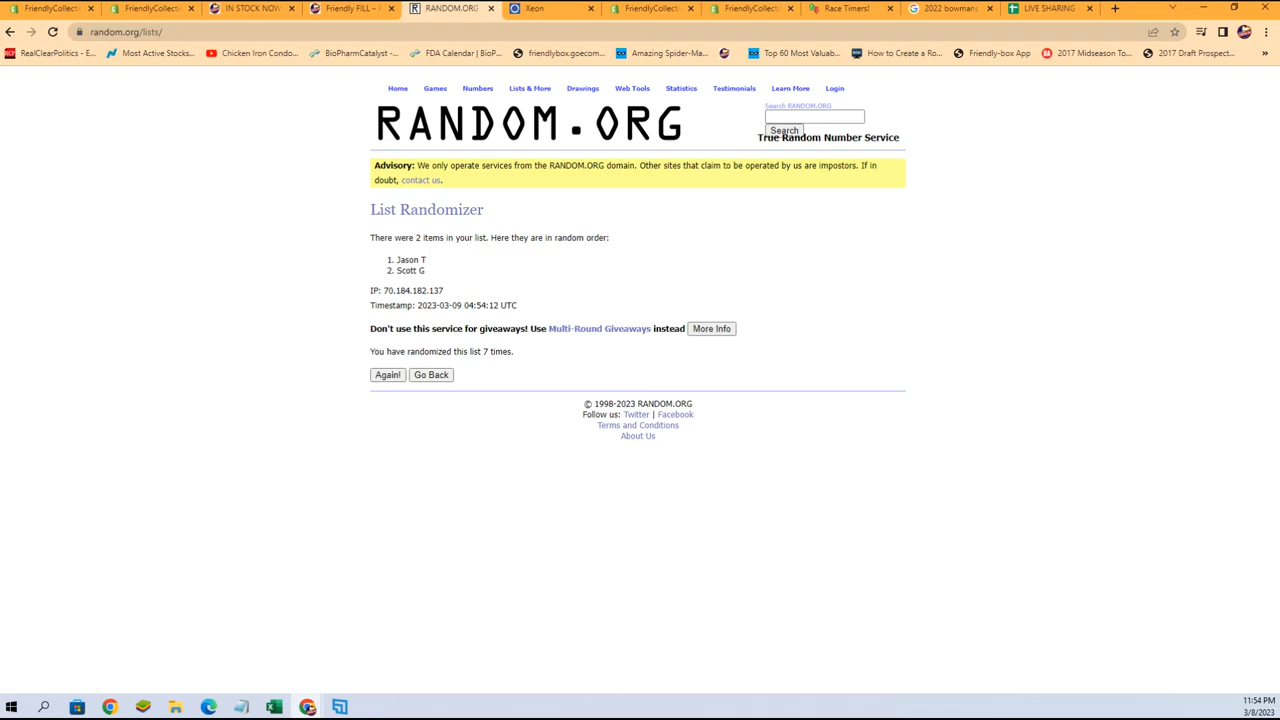 FriendlyCollecti
FriendlyCollecti
IN STOCK NOW
Friendly FILL –
RANDOM.ORG
Xeon
FriendlyCollecti
FriendlyCollecti
Race Timers!
2022 bowmans
LIVE SHARING
random.org/lists/
RealClearPolitics - E...
Most Active Stocks...
Chicken Iron Condo...
BioPharmCatalyst -...
FDA Calendar | BioP...
friendlybox.goecom...
Amazing Spider-Ma...
Top 60 Most Valuab...
How to Create a Ro...
Friendly-box App
2017 Midseason To...
2017 Draft Prospect...
Home Games Numbers Lists & More Drawings Web Tools Statistics Testimonials Learn More Login
RANDOM.ORG
Search RANDOM.ORG
Search
True Random Number Service
Advisory: We only operate services from the RANDOM.ORG domain. Other sites that claim to be operated by us are impostors. If in
doubt, contact us.
List Randomizer
There were 2 items in your list. Here they are in random order:
1. Jason T
2. Scott G
IP: 70.184.182.137
Timestamp: 2023-03-09 04:54:12 UTC
Don't use this service for giveaways! Use Multi-Round Giveaways instead More Info
You have randomized this list 7 times.
Again! Go Back
© 1998-2023 RANDOM.ORG
Follow us: Twitter | Facebook
Terms and Conditions
About Us
11:54 PM
3/8/2023